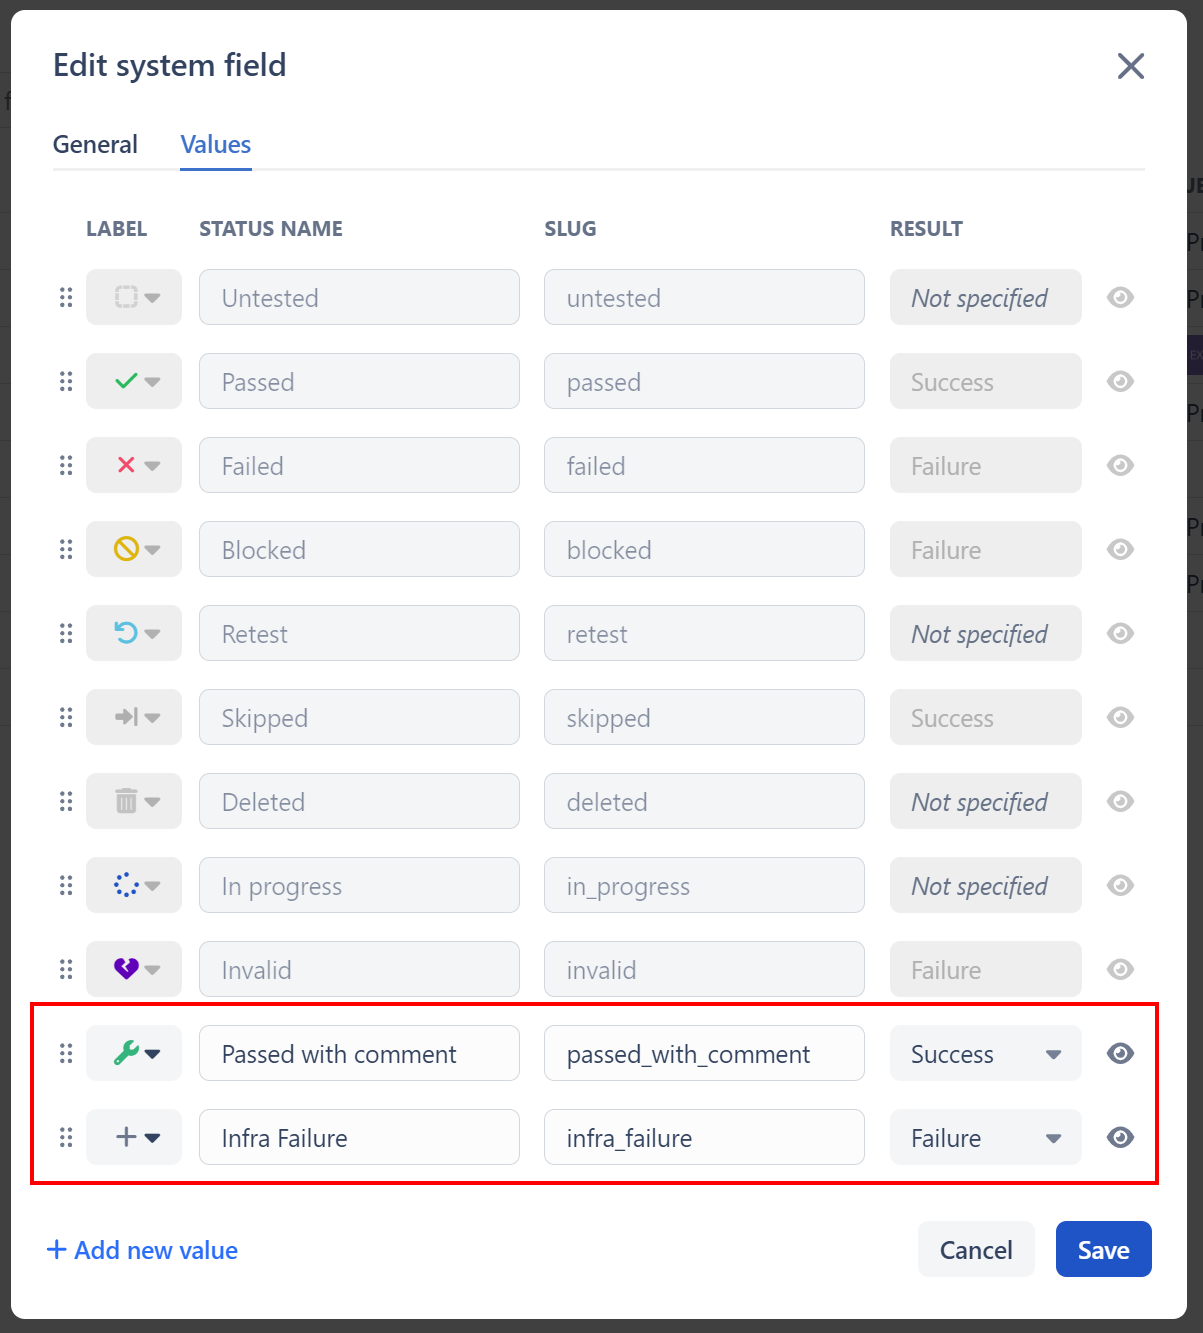 Edit system field
General Values
LABEL STATUS NAME SLUG RESULT
Untested untested Not specified
Passed passed Success
Failed failed Failure
Blocked blocked Failure
Retest retest Not specified
Skipped skipped Success
Deleted deleted Not specified
In progress in_progress Not specified
Invalid invalid Failure
Passed with comment passed_with_comment Success
Infra Failure infra_failure Failure
+ Add new value Cancel Save